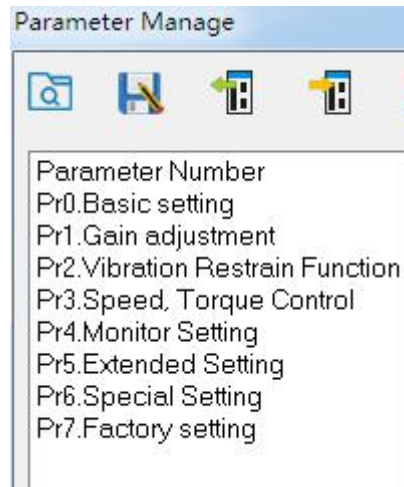 Parameter Manage
Parameter Number
Pr0.Basic setting
Pr1.Gain adjustment
Pr2.Vibration Restrain Function
Pr3.Speed, Torque Control
Pr4.Monitor Setting
Pr5.Extended Setting
Pr6.Special Setting
Pr7.Factory setting